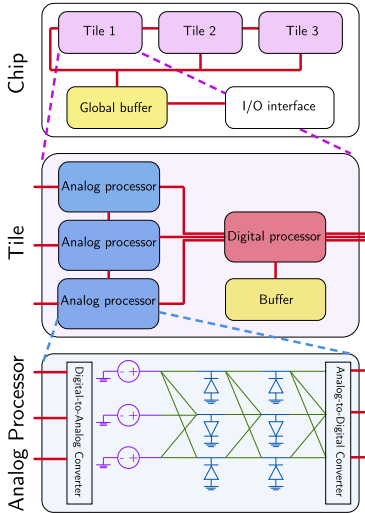 Chip
Tile 1
Tile 2
Tile 3
Global buffer
I/O interface
Tile
Analog processor
Analog processor
Analog processor
Digital processor
Buffer
Analog Processor
Digital-to-Analog Converter
- +
- +
- +
Analog-to-Digital Converter